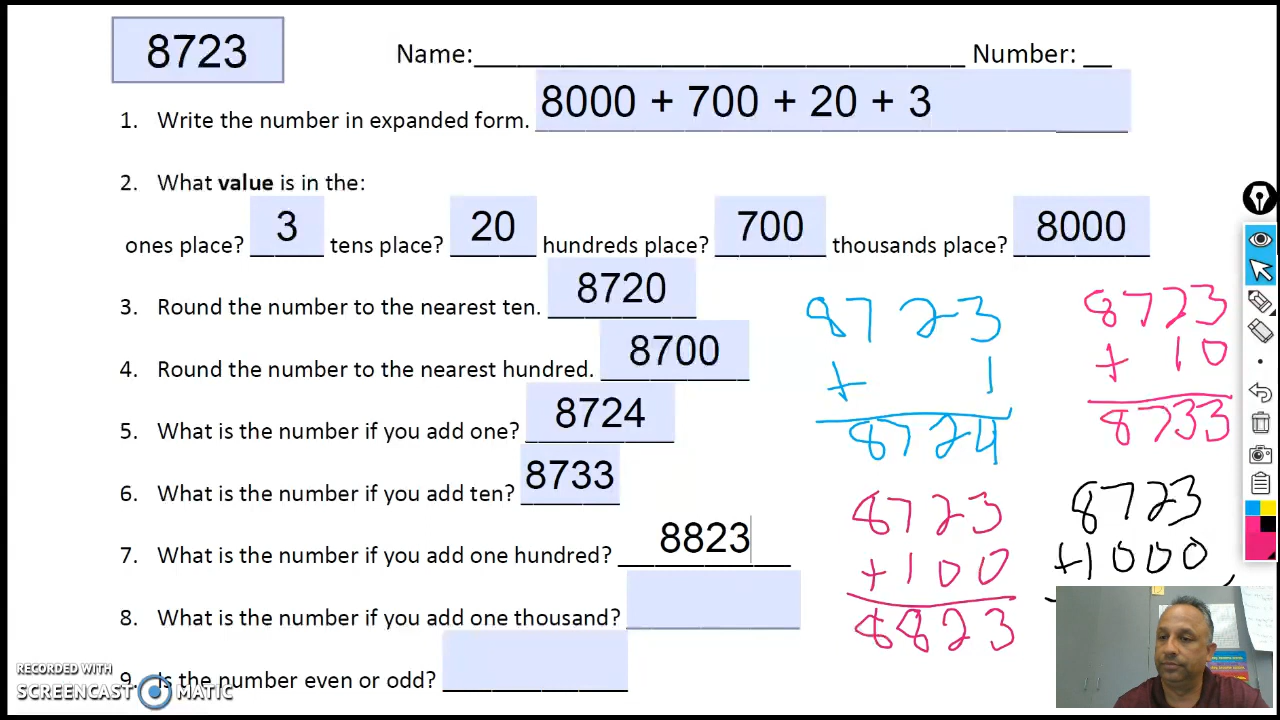 8723
Name:_______________________________ Number: __
1. Write the number in expanded form. 8000 + 700 + 20 + 3
2. What value is in the:
ones place? 3 tens place? 20 hundreds place? 700 thousands place? 8000
3. Round the number to the nearest ten. 8720
4. Round the number to the nearest hundred. 8700
5. What is the number if you add one? 8724
6. What is the number if you add ten? 8733
7. What is the number if you add one hundred? 8823
8. What is the number if you add one thousand?
9. Is the number even or odd?
8723
+ 1
8724
8723
+ 10
8733
8723
+100
8823
8723
+1000
RECORDED WITH
SCREENCAST MATIC